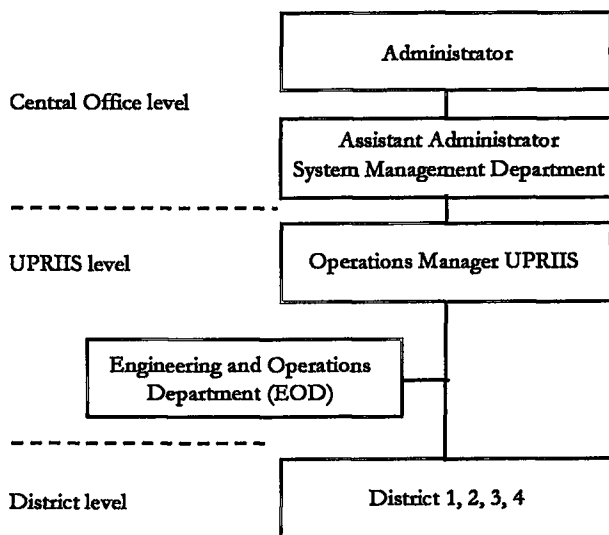 Administrator
Central Office level
Assistant Administrator
System Management Department
UPRIIS level
Operations Manager UPRIIS
Engineering and Operations
Department (EOD)
District level
District 1, 2, 3, 4